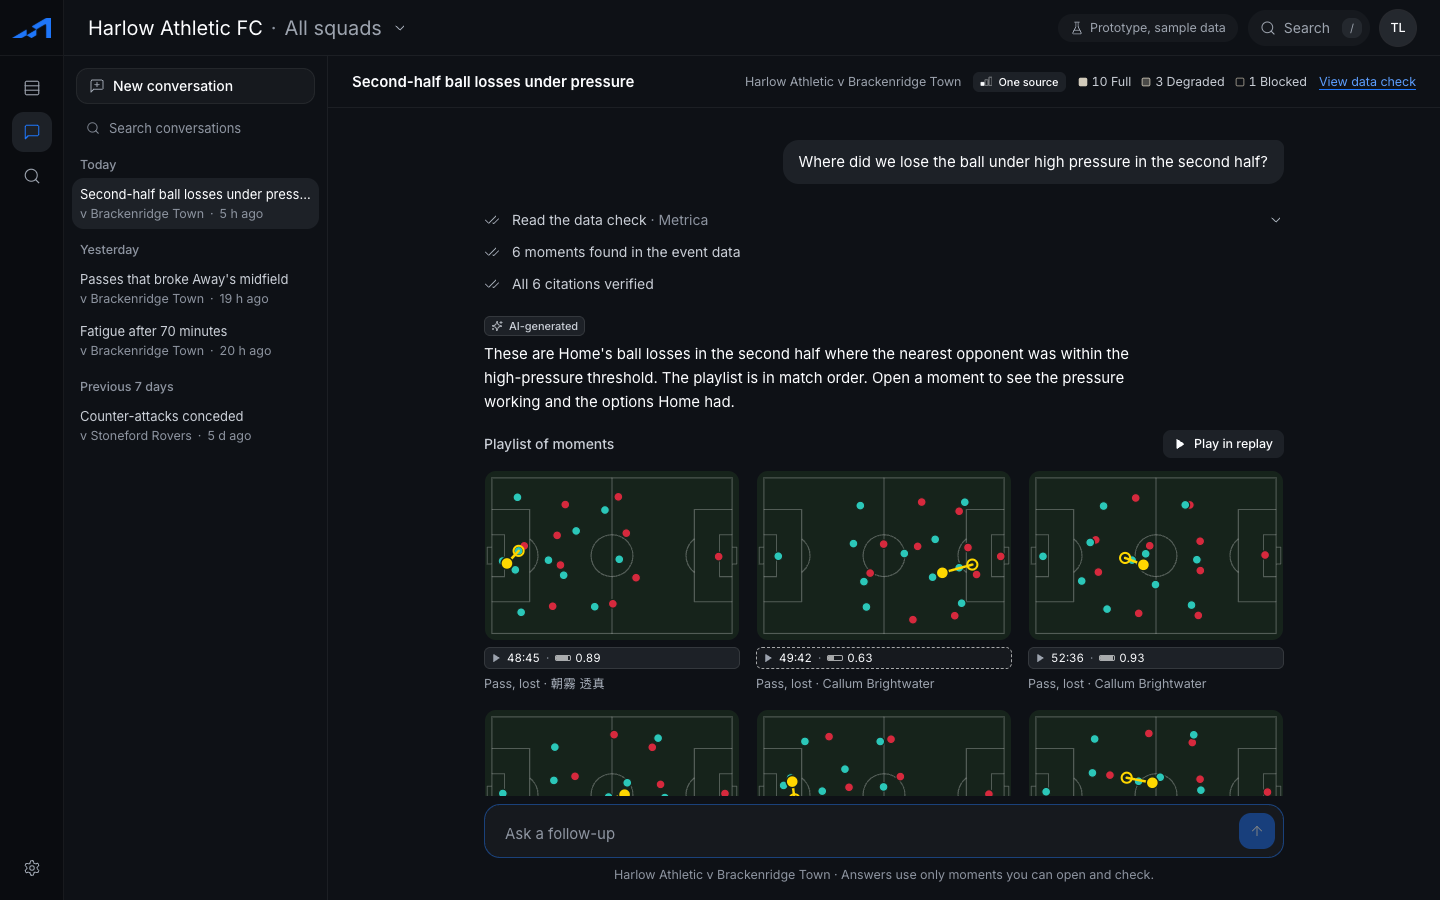 Harlow Athletic FC · All squads
Prototype, sample data
Search /
TL
New conversation
Search conversations
Today
Second-half ball losses under press...
v Brackenridge Town · 5 h ago
Yesterday
Passes that broke Away's midfield
v Brackenridge Town · 19 h ago
Fatigue after 70 minutes
v Brackenridge Town · 20 h ago
Previous 7 days
Counter-attacks conceded
v Stoneford Rovers · 5 d ago
Second-half ball losses under pressure
Harlow Athletic v Brackenridge Town
One source
10 Full
3 Degraded
1 Blocked
View data check
Where did we lose the ball under high pressure in the second half?
Read the data check · Metrica
6 moments found in the event data
All 6 citations verified
AI-generated
These are Home's ball losses in the second half where the nearest opponent was within the
high-pressure threshold. The playlist is in match order. Open a moment to see the pressure
working and the options Home had.
Playlist of moments
Play in replay
48:45 · 0.89
49:42 · 0.63
52:36 · 0.93
Pass, lost · 朝霧 透真
Pass, lost · Callum Brightwater
Pass, lost · Callum Brightwater
Ask a follow-up
Harlow Athletic v Brackenridge Town · Answers use only moments you can open and check.